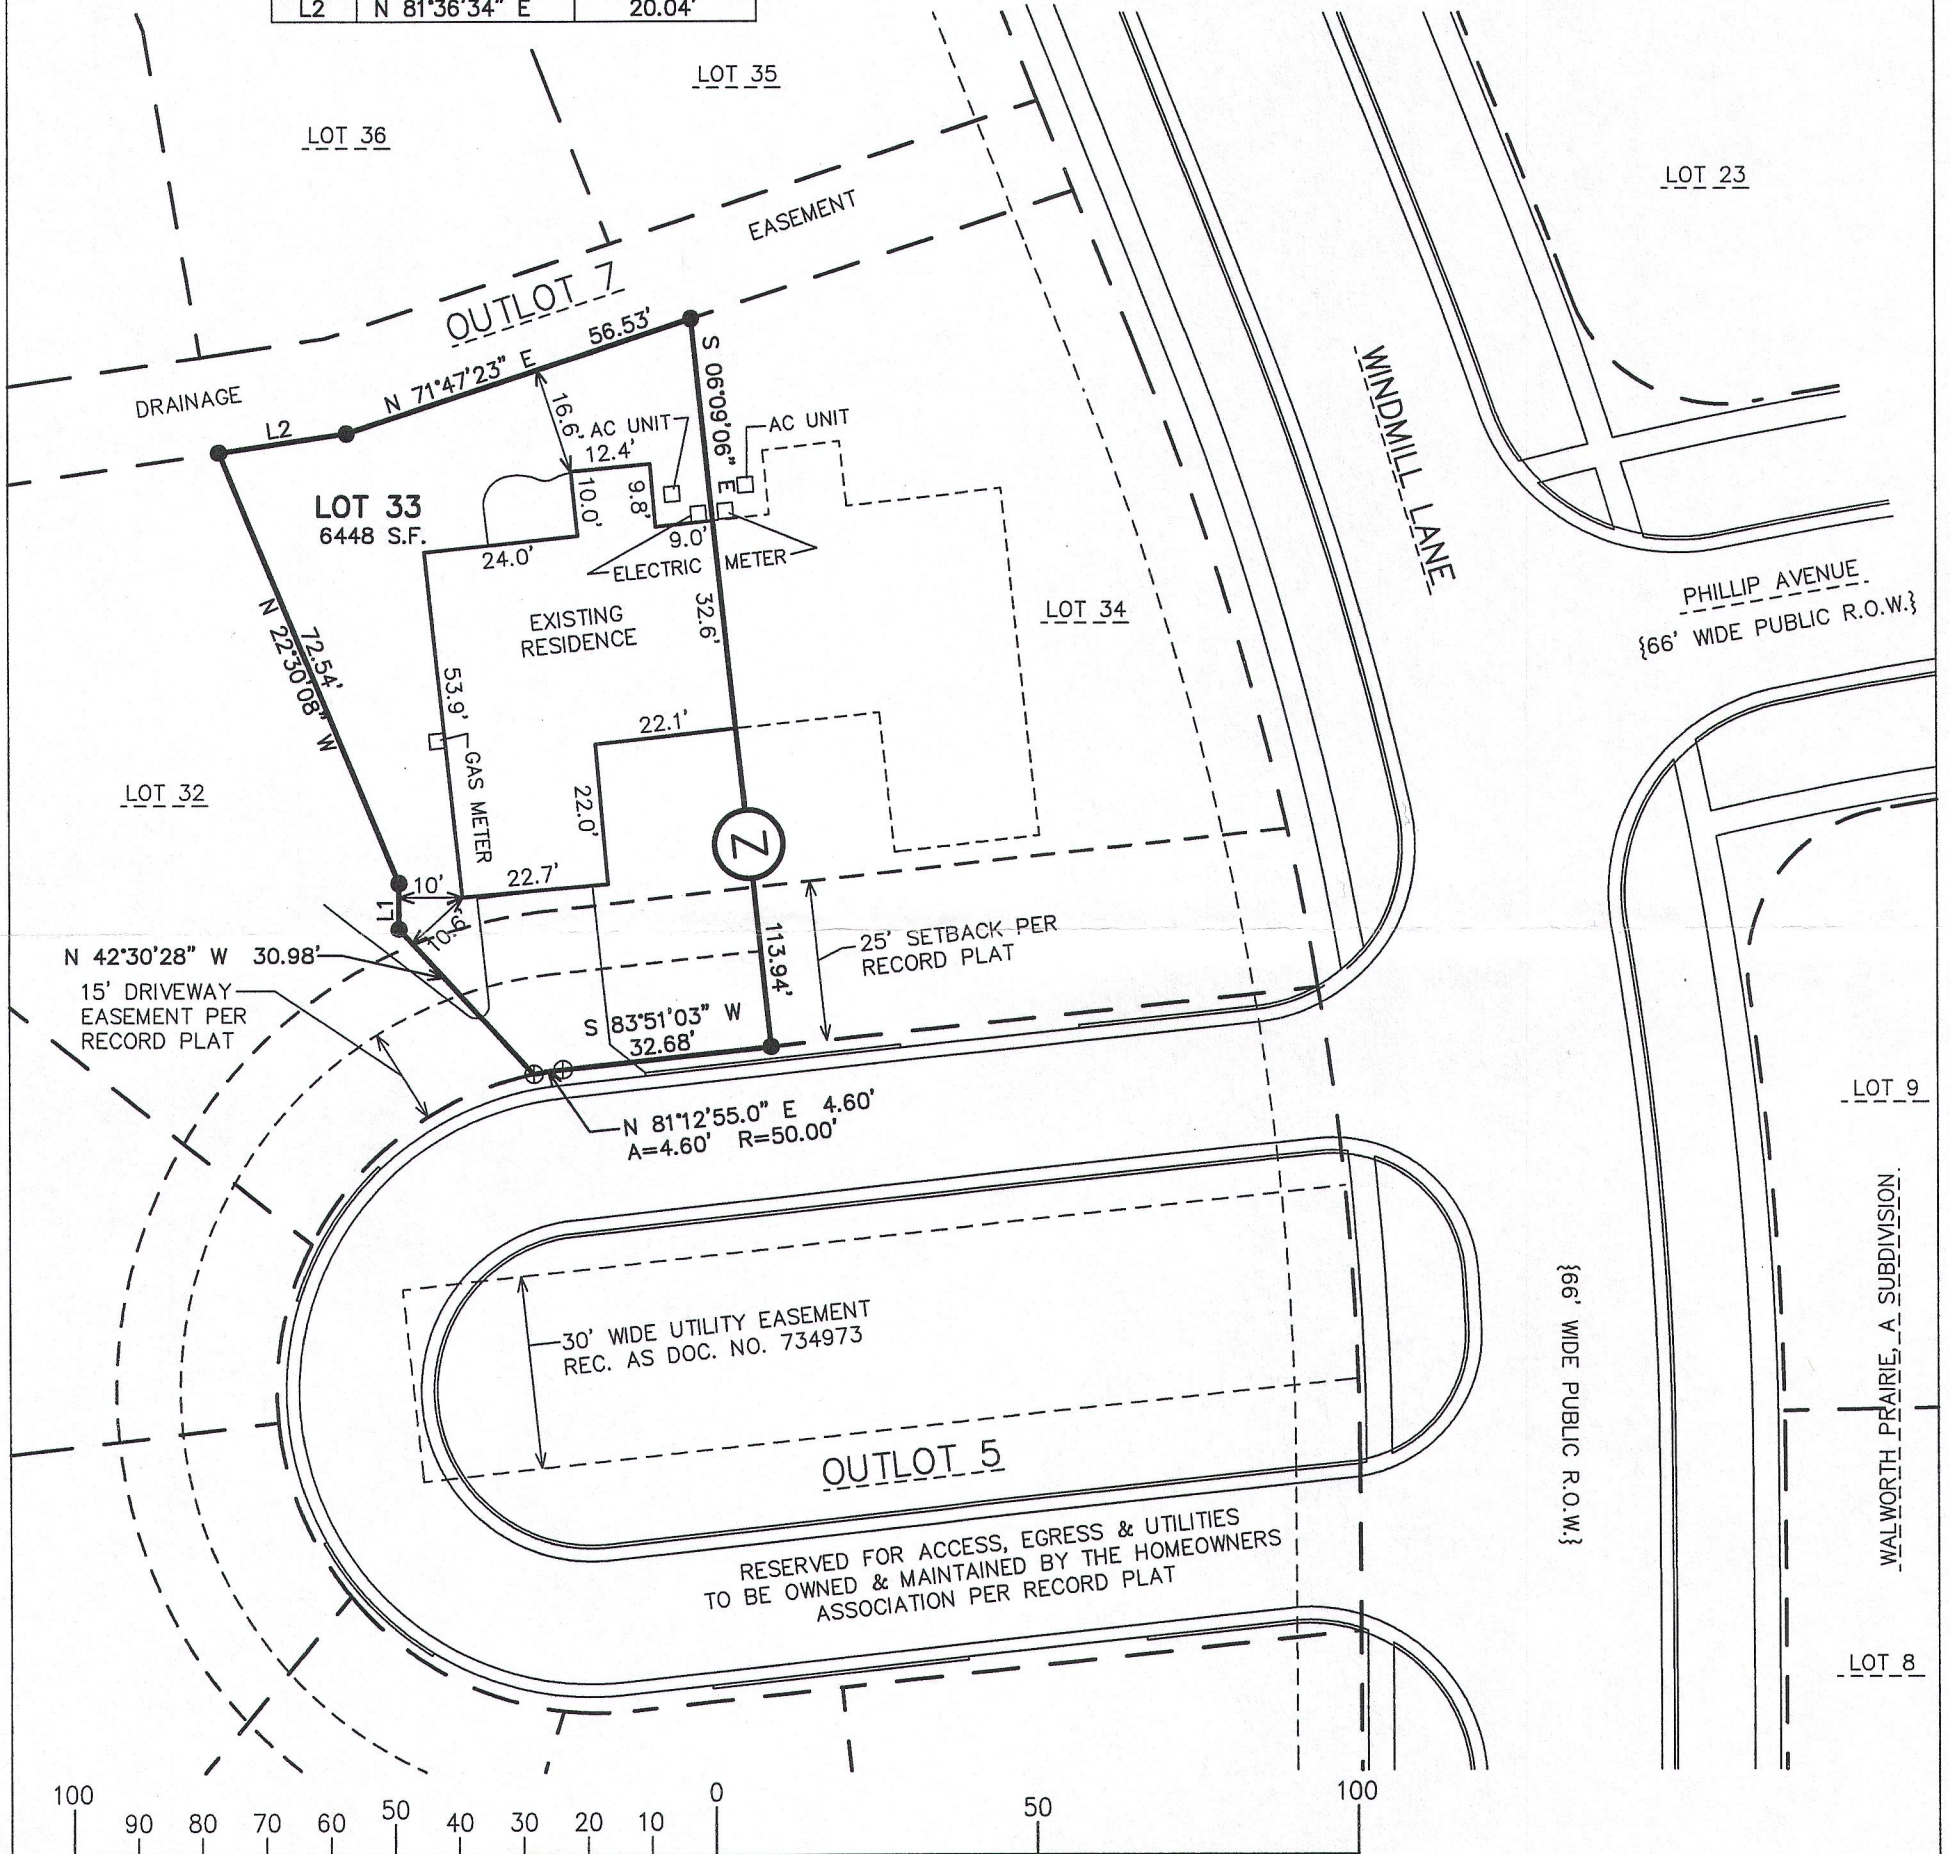 L2 N 81°36'34" E 20.04'
LOT 35
LOT 36
LOT 23
EASEMENT
OUTLOT 7
56.53'
N 71°47'23" E
DRAINAGE
L2
S 06°09'06" E
16.6'
AC UNIT
AC UNIT
12.4'
10.0'
9.8'
9.0'
LOT 33
6448 S.F.
24.0'
ELECTRIC METER
WINDMILL LANE
PHILLIP AVENUE
{66' WIDE PUBLIC R.O.W.}
EXISTING
RESIDENCE
32.6'
LOT 34
N 22°30'08" W
72.54'
53.9'
22.1'
GAS METER
22.0'
LOT 32
Z
10'
22.7'
L1
10.9'
113.94'
25' SETBACK PER
RECORD PLAT
N 42°30'28" W 30.98'
15' DRIVEWAY
EASEMENT PER
RECORD PLAT
S 83°51'03" W
32.68'
N 81°12'55.0" E 4.60'
A=4.60' R=50.00'
LOT 9
WALWORTH PRAIRIE, A SUBDIVISION
{66' WIDE PUBLIC R.O.W.}
30' WIDE UTILITY EASEMENT
REC. AS DOC. NO. 734973
OUTLOT 5
RESERVED FOR ACCESS, EGRESS & UTILITIES
TO BE OWNED & MAINTAINED BY THE HOMEOWNERS
ASSOCIATION PER RECORD PLAT
LOT 8
100 90 80 70 60 50 40 30 20 10 0 50 100